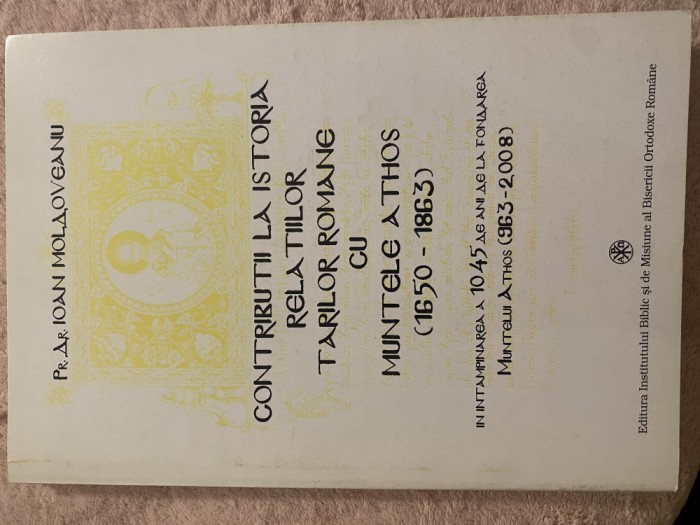 Pr. Dr. IOAN MOLDOVEANU
CONTRIBUTII LA ISTORIA
RELATIILOR
TARILOR ROMANE
CU
MUNTELE ATHOS
(1650 - 1863)
IN INTAMPINAREA A 1045 DE ANI DE LA FONDAREA
MUNTELUI ATHOS (963-2008)
Editura Institutului Biblic și de Misiune al Bisericii Ortodoxe Române